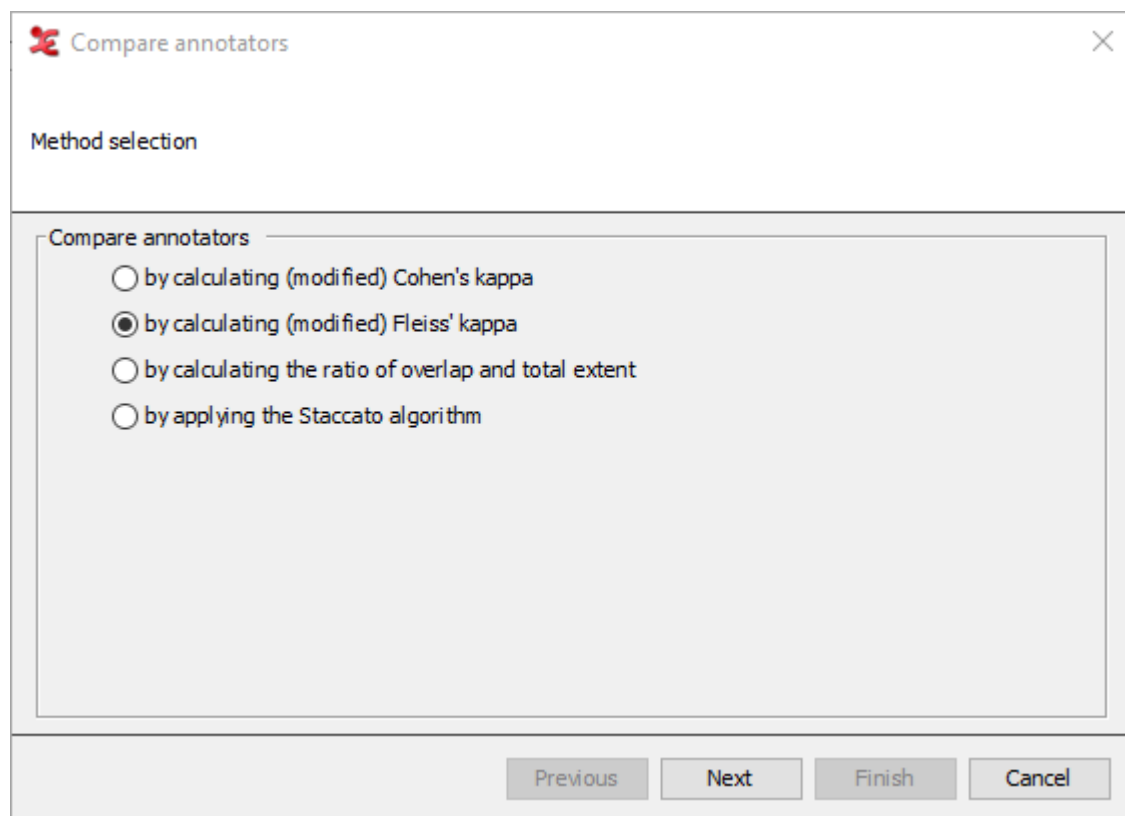 Compare annotators
Method selection
Compare annotators
by calculating (modified) Cohen's kappa
by calculating (modified) Fleiss' kappa
by calculating the ratio of overlap and total extent
by applying the Staccato algorithm
Previous Next Finish Cancel